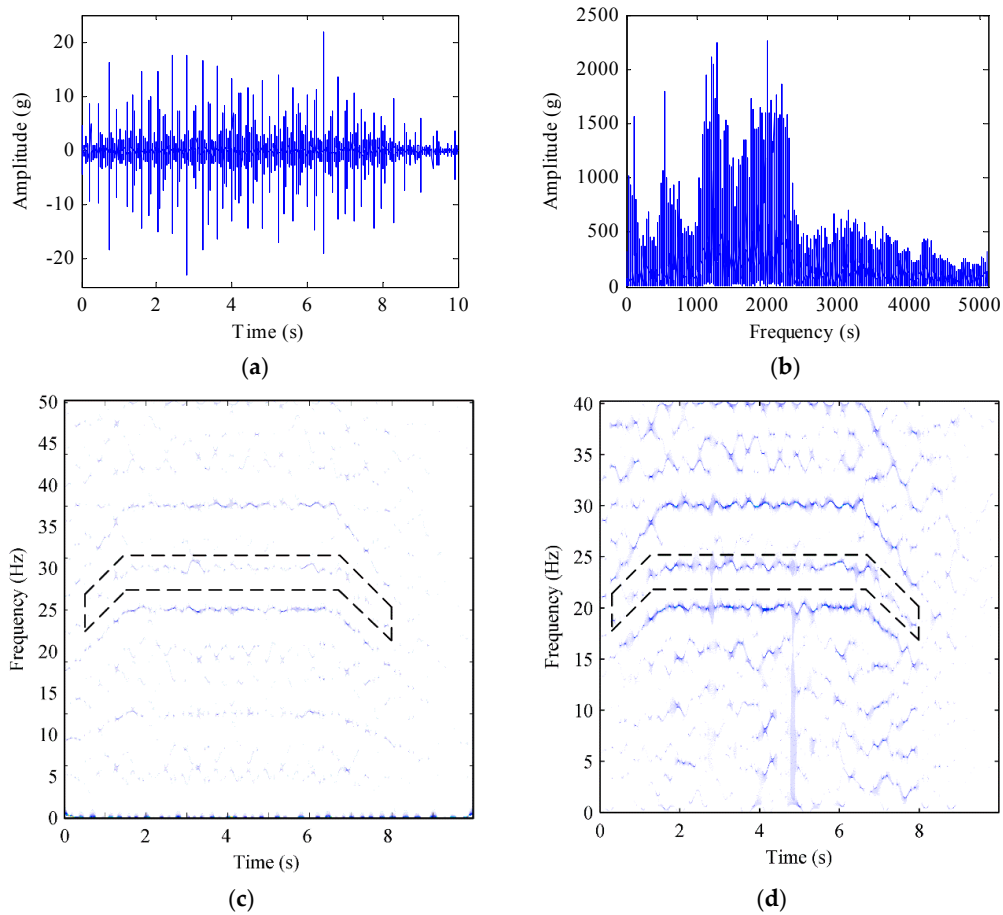 20
10
0
-10
-20
Amplitude (g)
0 2 4 6 8 10
Time (s)
(a)
2500
2000
1500
1000
500
0
Amplitude (g)
0 1000 2000 3000 4000 5000
Frequency (s)
(b)
50
45
40
35
30
25
20
15
10
5
0
Frequency (Hz)
0 2 4 6 8
Time (s)
(c)
40
35
30
25
20
15
10
5
0
Frequency (Hz)
0 2 4 6 8
Time (s)
(d)